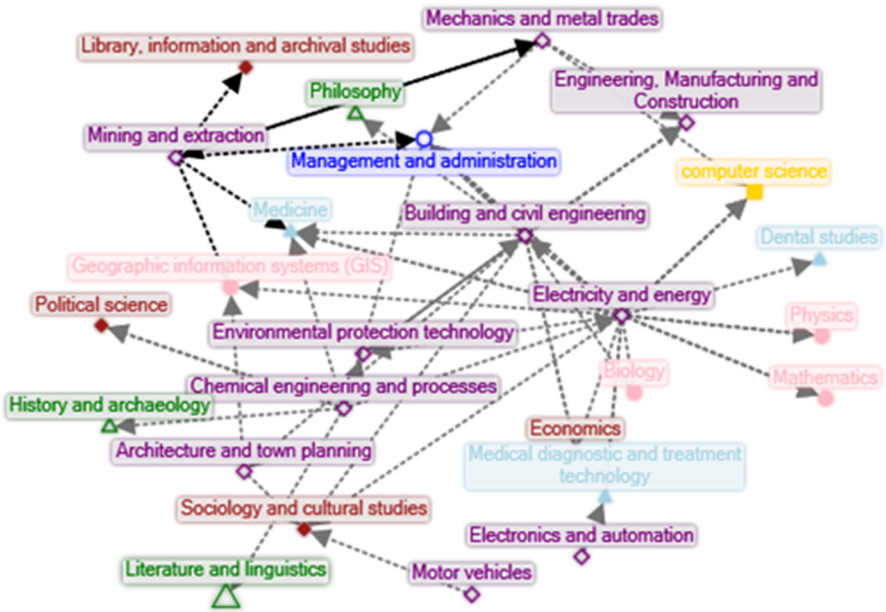 Mechanics and metal trades
Library, information and archival studies
Engineering, Manufacturing and
Construction
Philosophy
Mining and extraction
Management and administration
computer science
Medicine
Building and civil engineering
Dental studies
Geographic information systems (GIS)
Electricity and energy
Political science
Physics
Environmental protection technology
Biology
Mathematics
Chemical engineering and processes
History and archaeology
Economics
Architecture and town planning
Medical diagnostic and treatment
technology
Sociology and cultural studies
Electronics and automation
Literature and linguistics
Motor vehicles